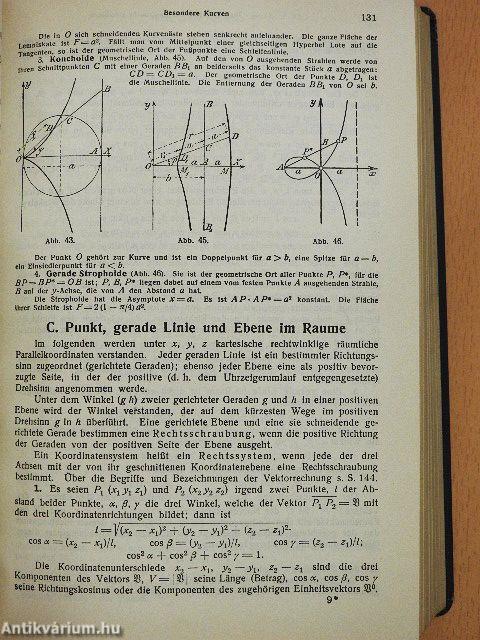 Besondere Kurven
131
Die in O sich schneidenden Kurvenäste stehen senkrecht aufeinander. Die ganze Fläche der
Lemniskate ist F = a². Fällt man vom Mittelpunkt einer gleichseitigen Hyperbel Lote auf die
Tangenten, so ist der geometrische Ort der Fußpunkte eine Schleifenlinie.
3. Konchoide (Muschellinie, Abb. 45). Auf den von O ausgehenden Strahlen werde von
ihren Schnittpunkten C mit einer Geraden BB₁ an beiderseits das konstante Stück a abgetragen:
CD = CD₁ = a. Der geometrische Ort der Punkte D, D₁ ist
die Muschellinie. Die Entfernung der Geraden BB₁ von O sei b.
Abb. 43.
Abb. 45.
Abb. 46.
Der Punkt O gehört zur Kurve und ist ein Doppelpunkt für a > b, eine Spitze für a = b,
ein Einsiedlerpunkt für a < b.
4. Gerade Strophoide (Abb. 46). Sie ist der geometrische Ort aller Punkte P, P*, für die
BP = BP* = OB ist; P, B, P* liegen dabei auf einem vom festen Punkte A ausgehenden Strahle,
B auf der y-Achse, die von A den Abstand a hat.
Die Strophoide hat die Asymptote x = a. Es ist AP · AP* = a² konstant. Die Fläche
ihrer Schleife ist F = 2 (1 − π/4) a².
C. Punkt, gerade Linie und Ebene im Raume
Im folgenden werden unter x, y, z kartesische rechtwinklige räumliche
Parallelkoordinaten verstanden. Jeder geraden Linie ist ein bestimmter Richtungs-
sinn zugeordnet (gerichtete Geraden); ebenso jeder Ebene eine als positiv bevor-
zugte Seite, in der der positive (d. h. dem Uhrzeigerumlauf entgegengesetzte)
Drehsinn angenommen werde.
Unter dem Winkel (g h) zweier gerichteter Geraden g und h in einer positiven
Ebene wird der Winkel verstanden, der auf dem kürzesten Wege im positiven
Drehsinn g in h überführt. Eine gerichtete Ebene und eine sie schneidende ge-
richtete Gerade bestimmen eine Rechtsschraubung, wenn die positive Richtung
der Geraden von der positiven Seite der Ebene ausgeht.
Ein Koordinatensystem heißt ein Rechtssystem, wenn jede der drei
Achsen mit der von ihr geschnittenen Koordinatenebene eine Rechtsschraubung
bestimmt. Über die Begriffe und Bezeichnungen der Vektorrechnung s. S. 144.
1. Es seien P₁ (x₁ y₁ z₁) und P₂ (x₂ y₂ z₂) irgend zwei Punkte, l der Ab-
stand beider Punkte, α, β, γ die drei Winkel, welche der Vektor P₁ P₂ = 𝔙 mit
den drei Koordinatenrichtungen bildet; dann ist
l = √(x₂ − x₁)² + (y₂ − y₁)² + (z₂ − z₁)².
cos α = (x₂ − x₁)/l, cos β = (y₂ − y₁)/l, cos γ = (z₂ − z₁)/l;
cos² α + cos² β + cos² γ = 1.
Die Koordinatenunterschiede x₂ − x₁, y₂ − y₁, z₂ − z₁ sind die drei
Komponenten des Vektors 𝔙, V = |𝔙| seine Länge (Betrag), cos α, cos β, cos γ
seine Richtungskosinus oder die Komponenten des zugehörigen Einheitsvektors 𝔙⁰.
9*
Antikvárium.hu